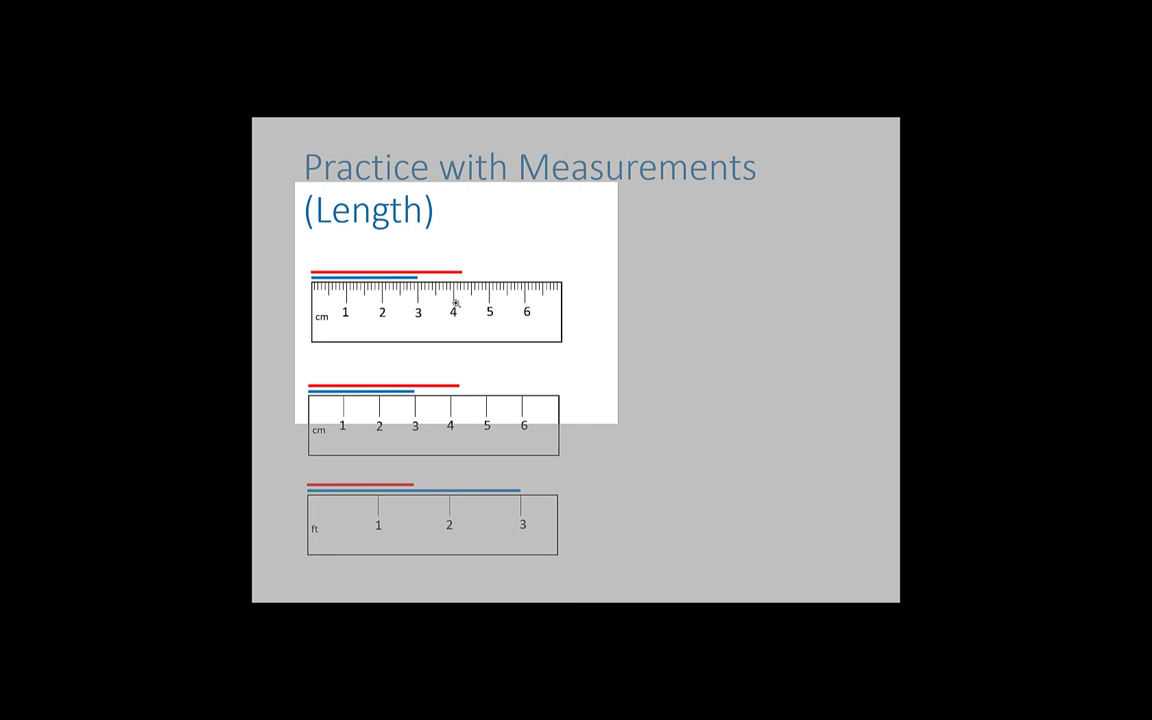 Practice with Measurements
(Length)
cm 1 2 3 4 5 6
cm 1 2 3 4 5 6
ft 1 2 3